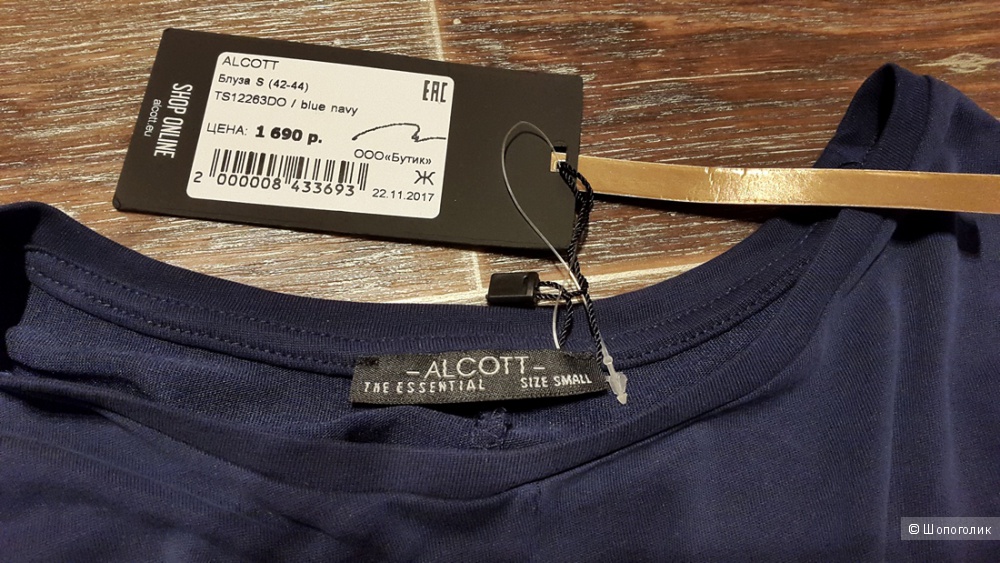 SHOP ONLINE
alcott.eu
ALCOTT
Блуза S (42-44)
TS12263DO / blue navy
ЦЕНА: 1 690 р.
ООО«Бутик»
2 000008 433693
Ж
22.11.2017
EAC
– ALCOTT –
THE ESSENTIAL SIZE SMALL
© Шопоголик